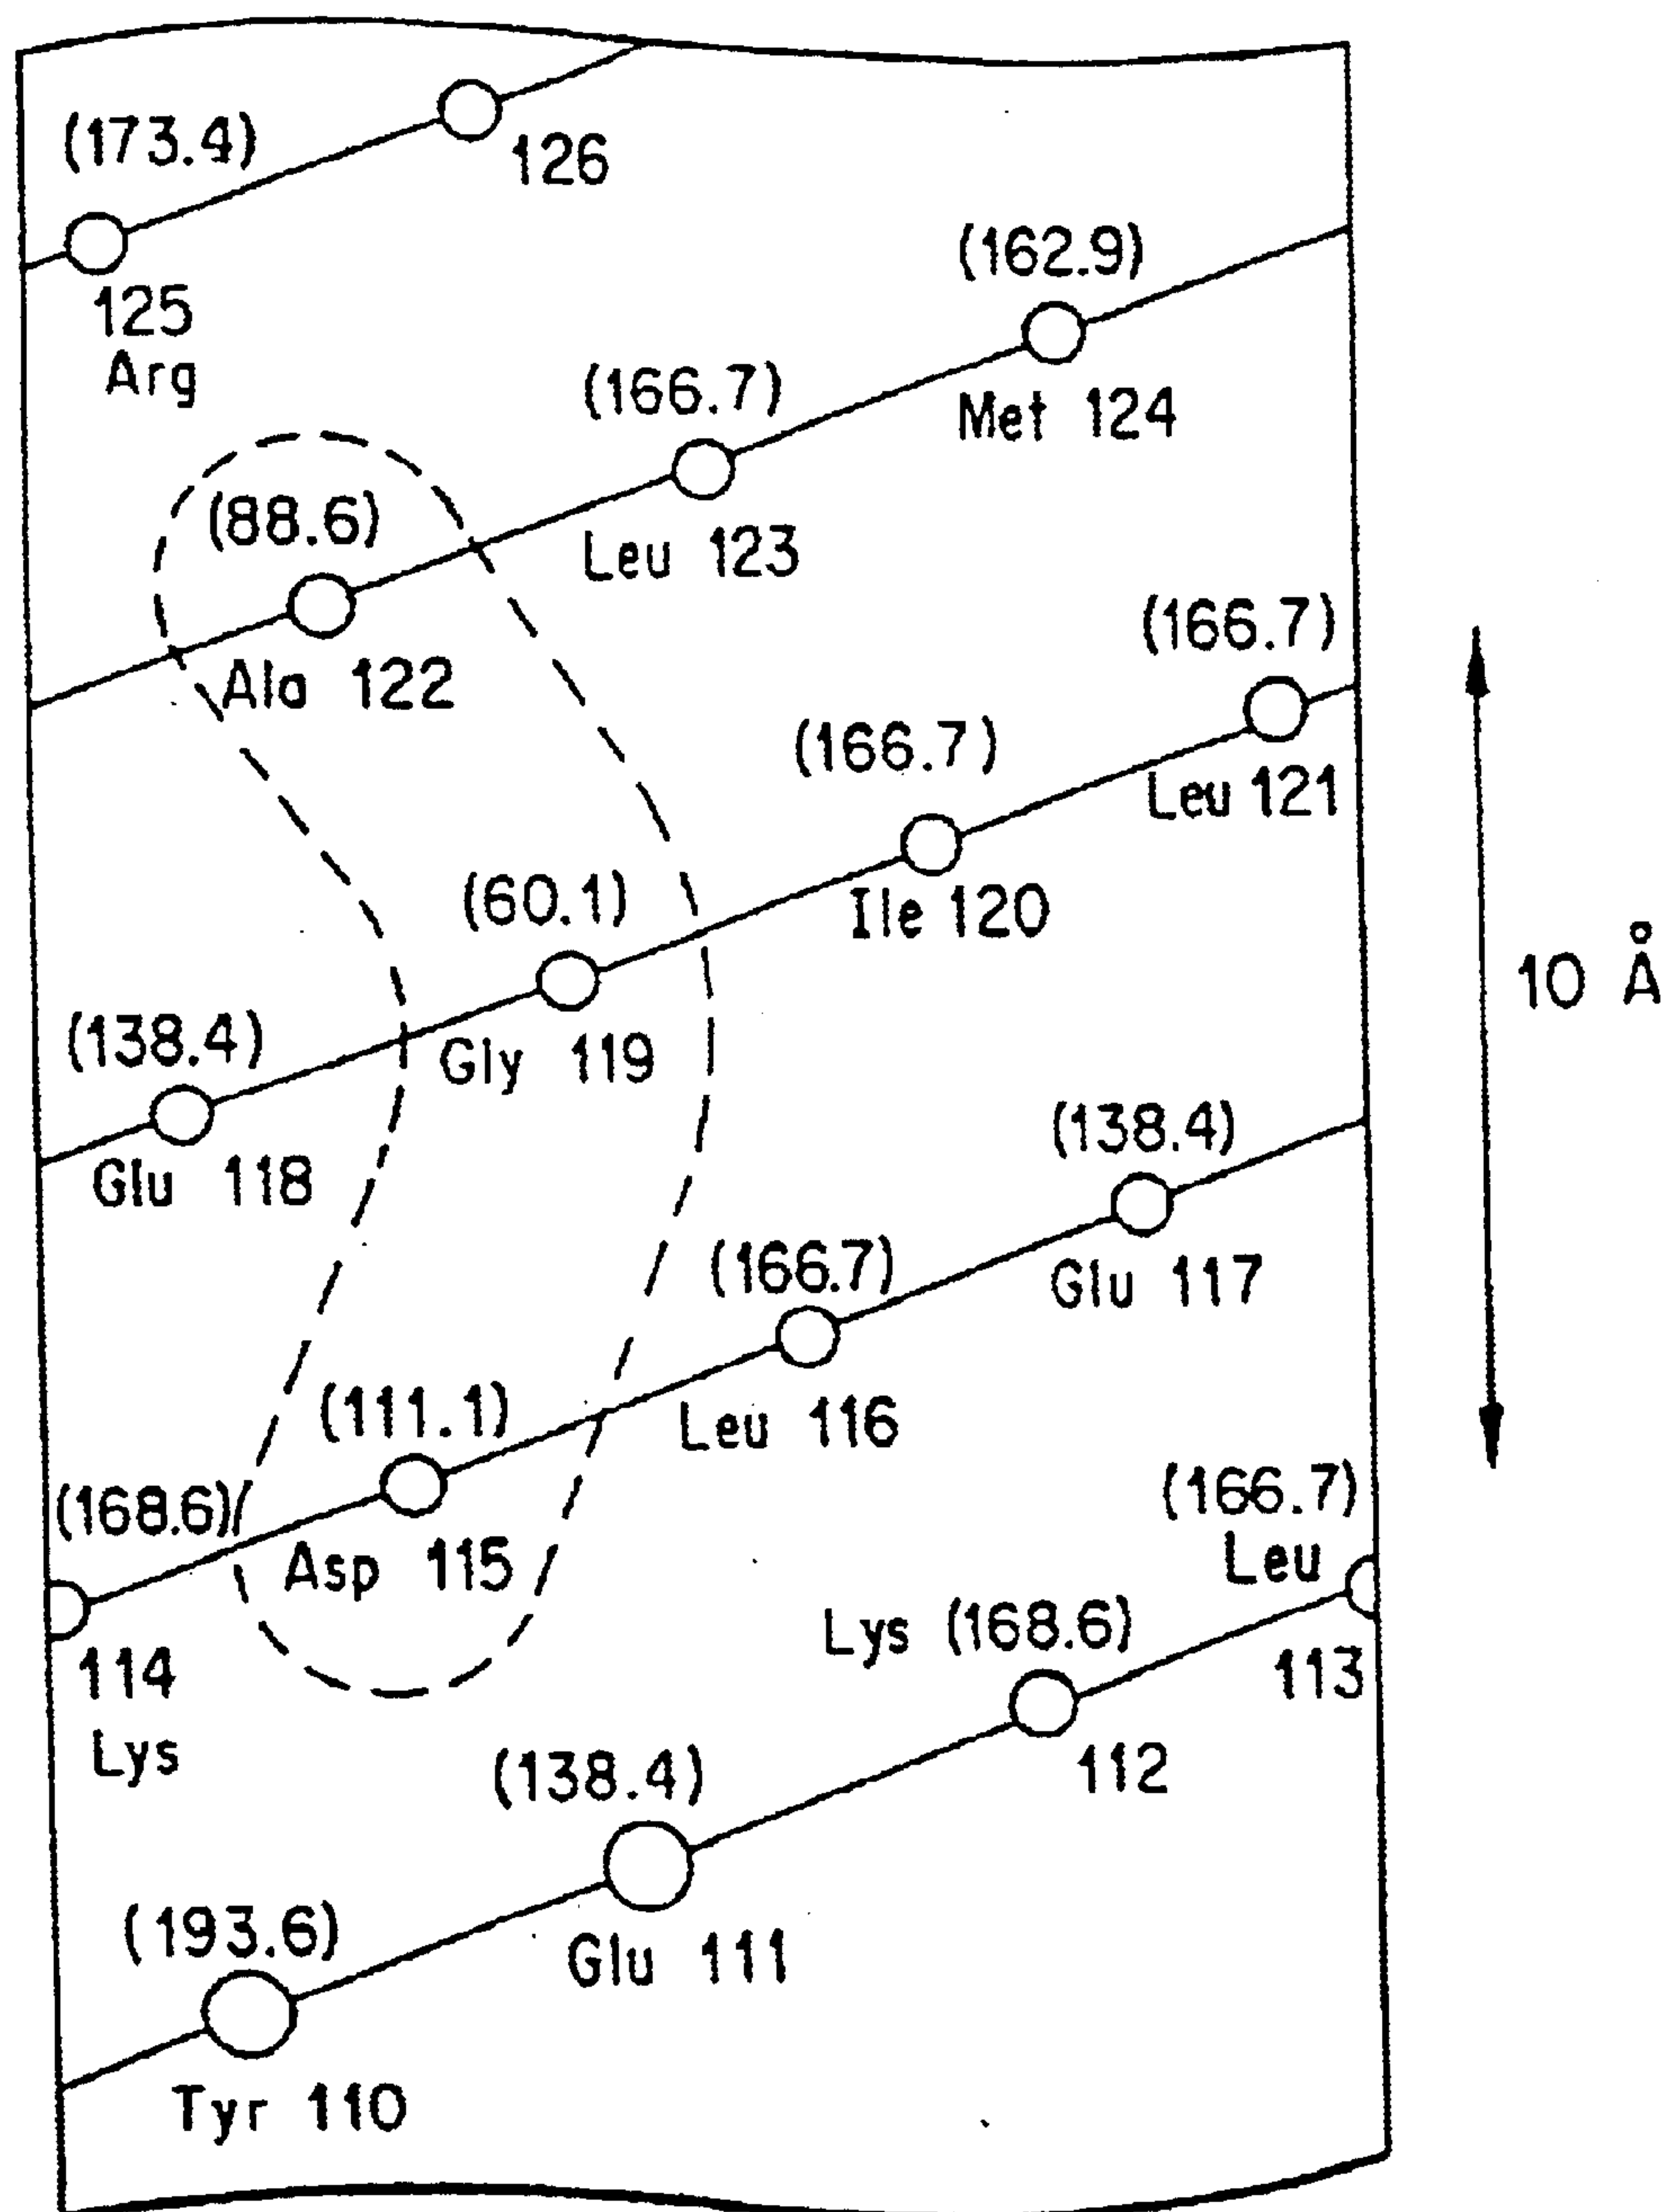 (173.4)
126
125
Arg
(162.9)
Met 124
(166.7)
Leu 123
(88.6)
Ala 122
(166.7)
Leu 121
(166.7)
Ile 120
(60.1)
Gly 119
(138.4)
Glu 118
10 Å
(138.4)
Glu 117
(166.7)
Leu 116
(111.1)
Asp 115
(168.6)
114
Lys
(166.7)
Leu
113
Lys (168.6)
112
(138.4)
Glu 111
(193.6)
Tyr 110